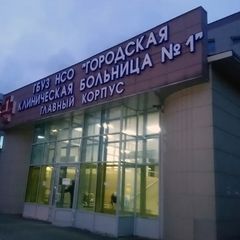 ГБУЗ НСО "ГОРОДСКАЯ
КЛИНИЧЕСКАЯ БОЛЬНИЦА № 1"
ГЛАВНЫЙ КОРПУС